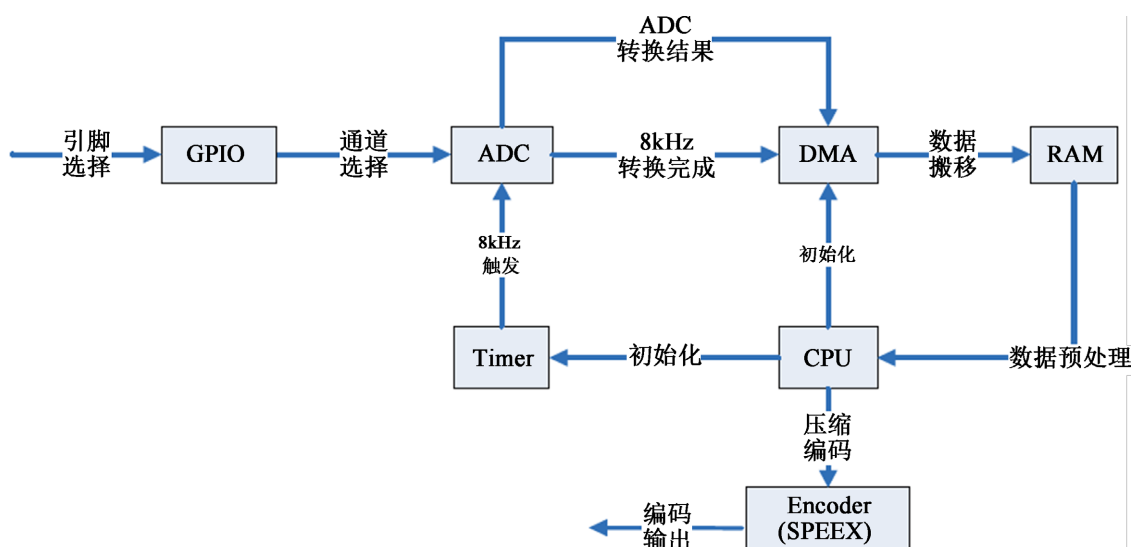 ADC
转换结果
引脚
选择
GPIO
通道
选择
ADC
8kHz
转换完成
DMA
数据
搬移
RAM
8kHz
触发
初始化
Timer
初始化
CPU
数据预处理
压缩
编码
编码
输出
Encoder
(SPEEX)